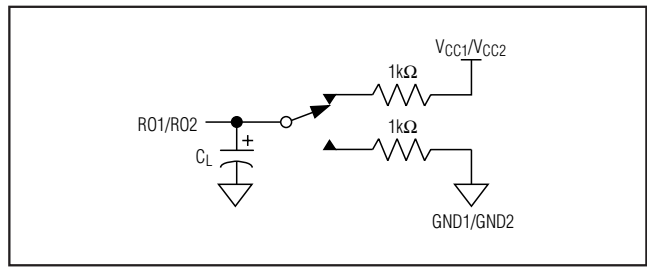 VCC1/VCC2
1kΩ
RO1/RO2
1kΩ
+
CL
GND1/GND2